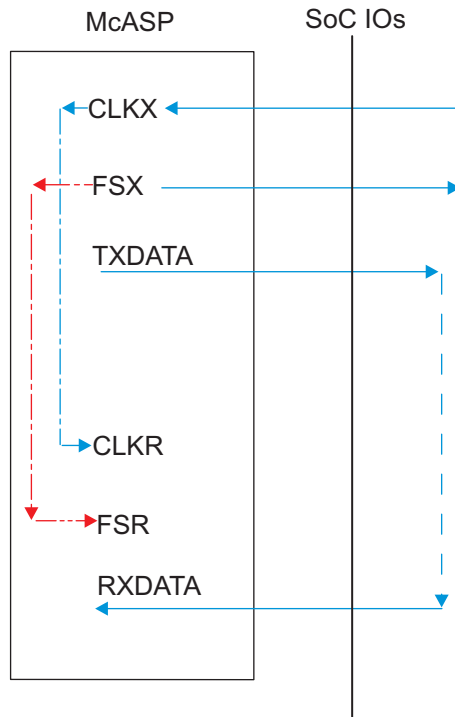 McASP
SoC IOs
CLKX
FSX
TXDATA
CLKR
FSR
RXDATA